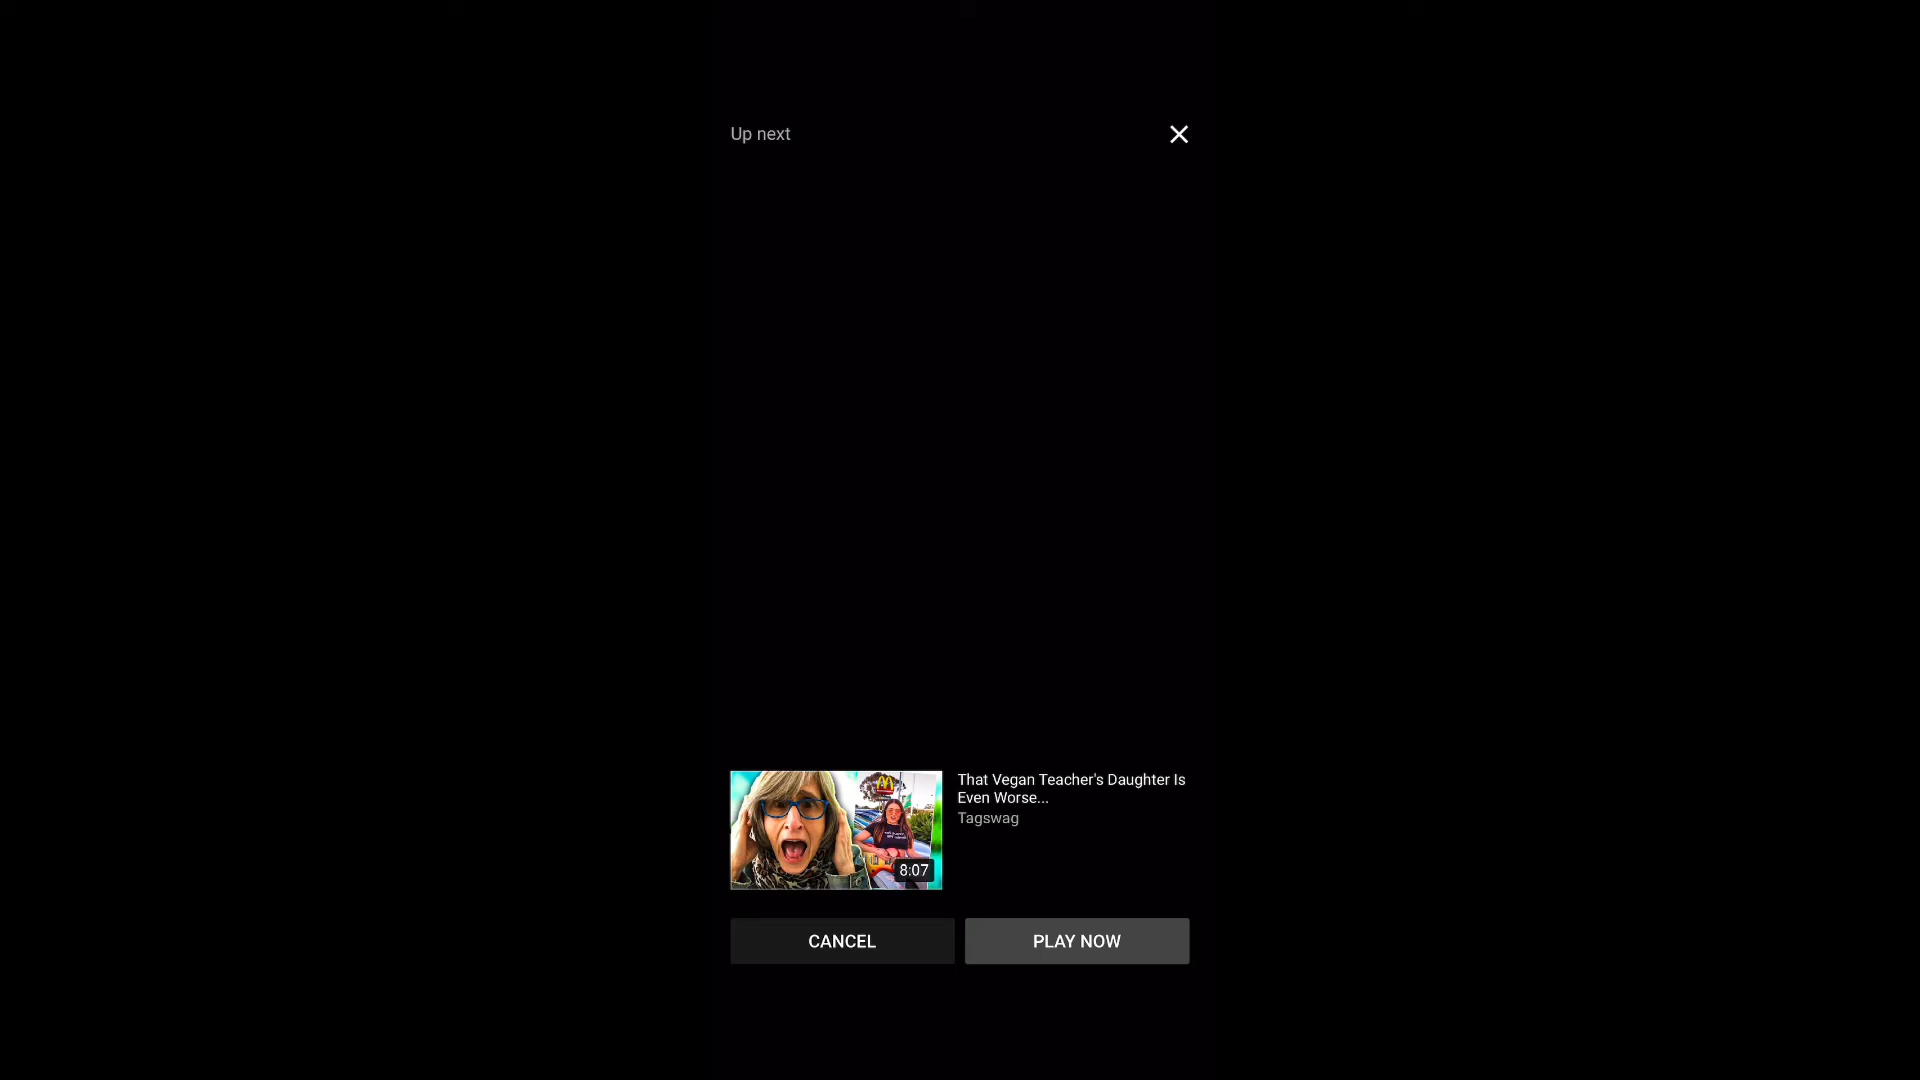 Up next
That Vegan Teacher's Daughter Is
Even Worse...
Tagswag
8:07
CANCEL
PLAY NOW